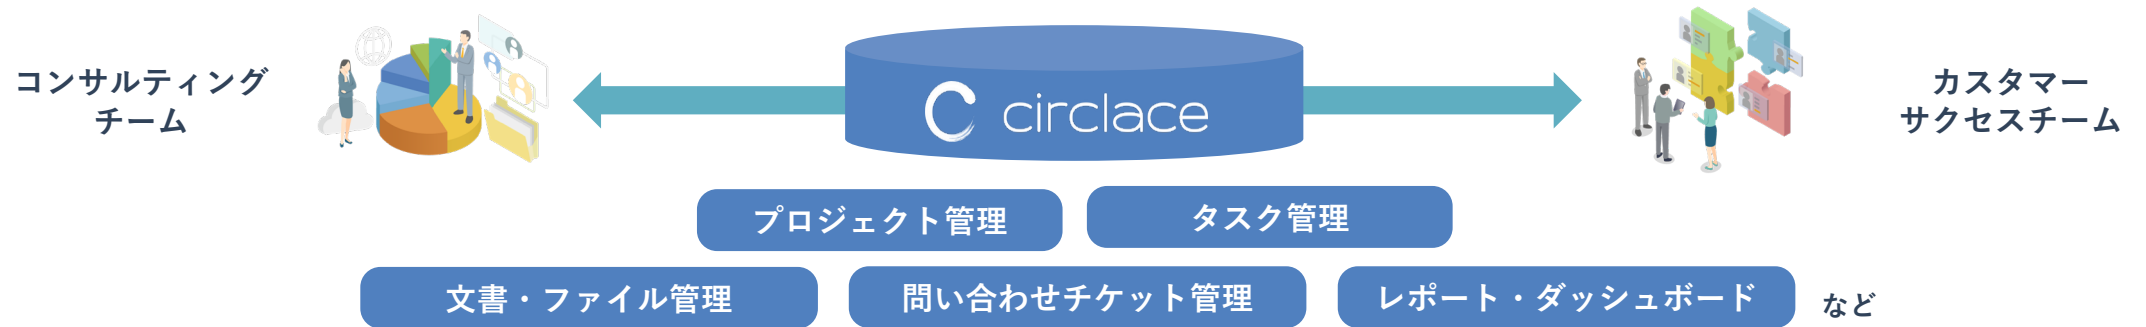 コンサルティング
チーム
circlace
カスタマー
サクセスチーム
プロジェクト管理
タスク管理
文書・ファイル管理
問い合わせチケット管理
レポート・ダッシュボード
など